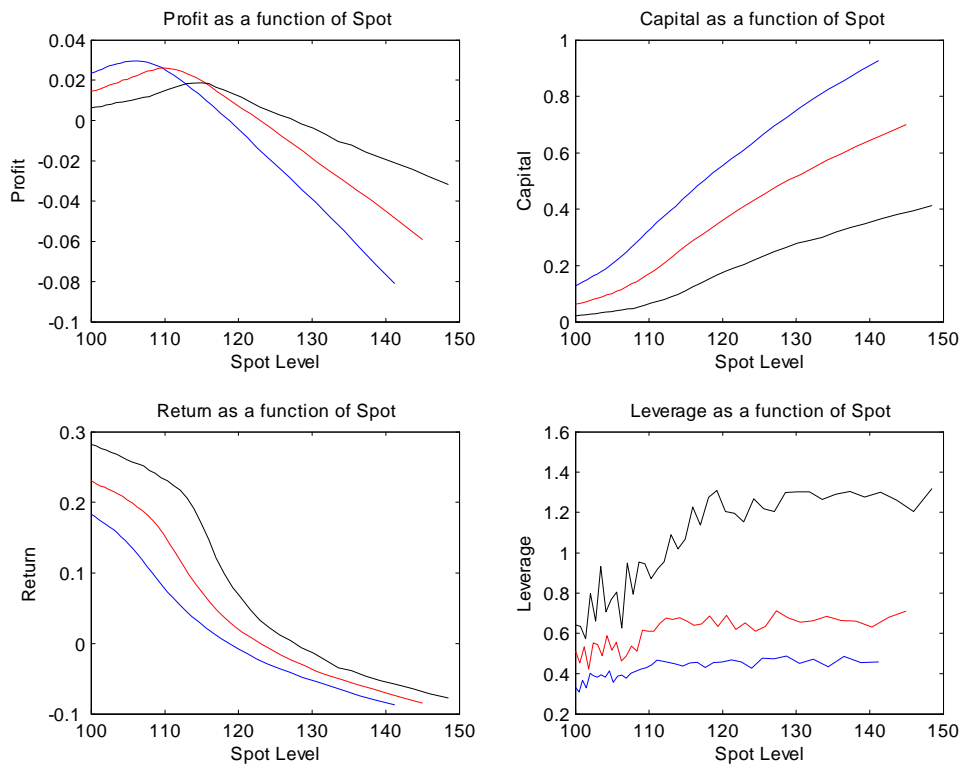 Profit as a function of Spot
0.04
0.02
0
-0.02
-0.04
-0.06
-0.08
-0.1
Profit
100 110 120 130 140 150
Spot Level
Capital as a function of Spot
1
0.8
0.6
0.4
0.2
0
Capital
100 110 120 130 140 150
Spot Level
Return as a function of Spot
0.3
0.2
0.1
0
-0.1
Return
100 110 120 130 140 150
Spot Level
Leverage as a function of Spot
1.6
1.4
1.2
1
0.8
0.6
0.4
0.2
Leverage
100 110 120 130 140 150
Spot Level